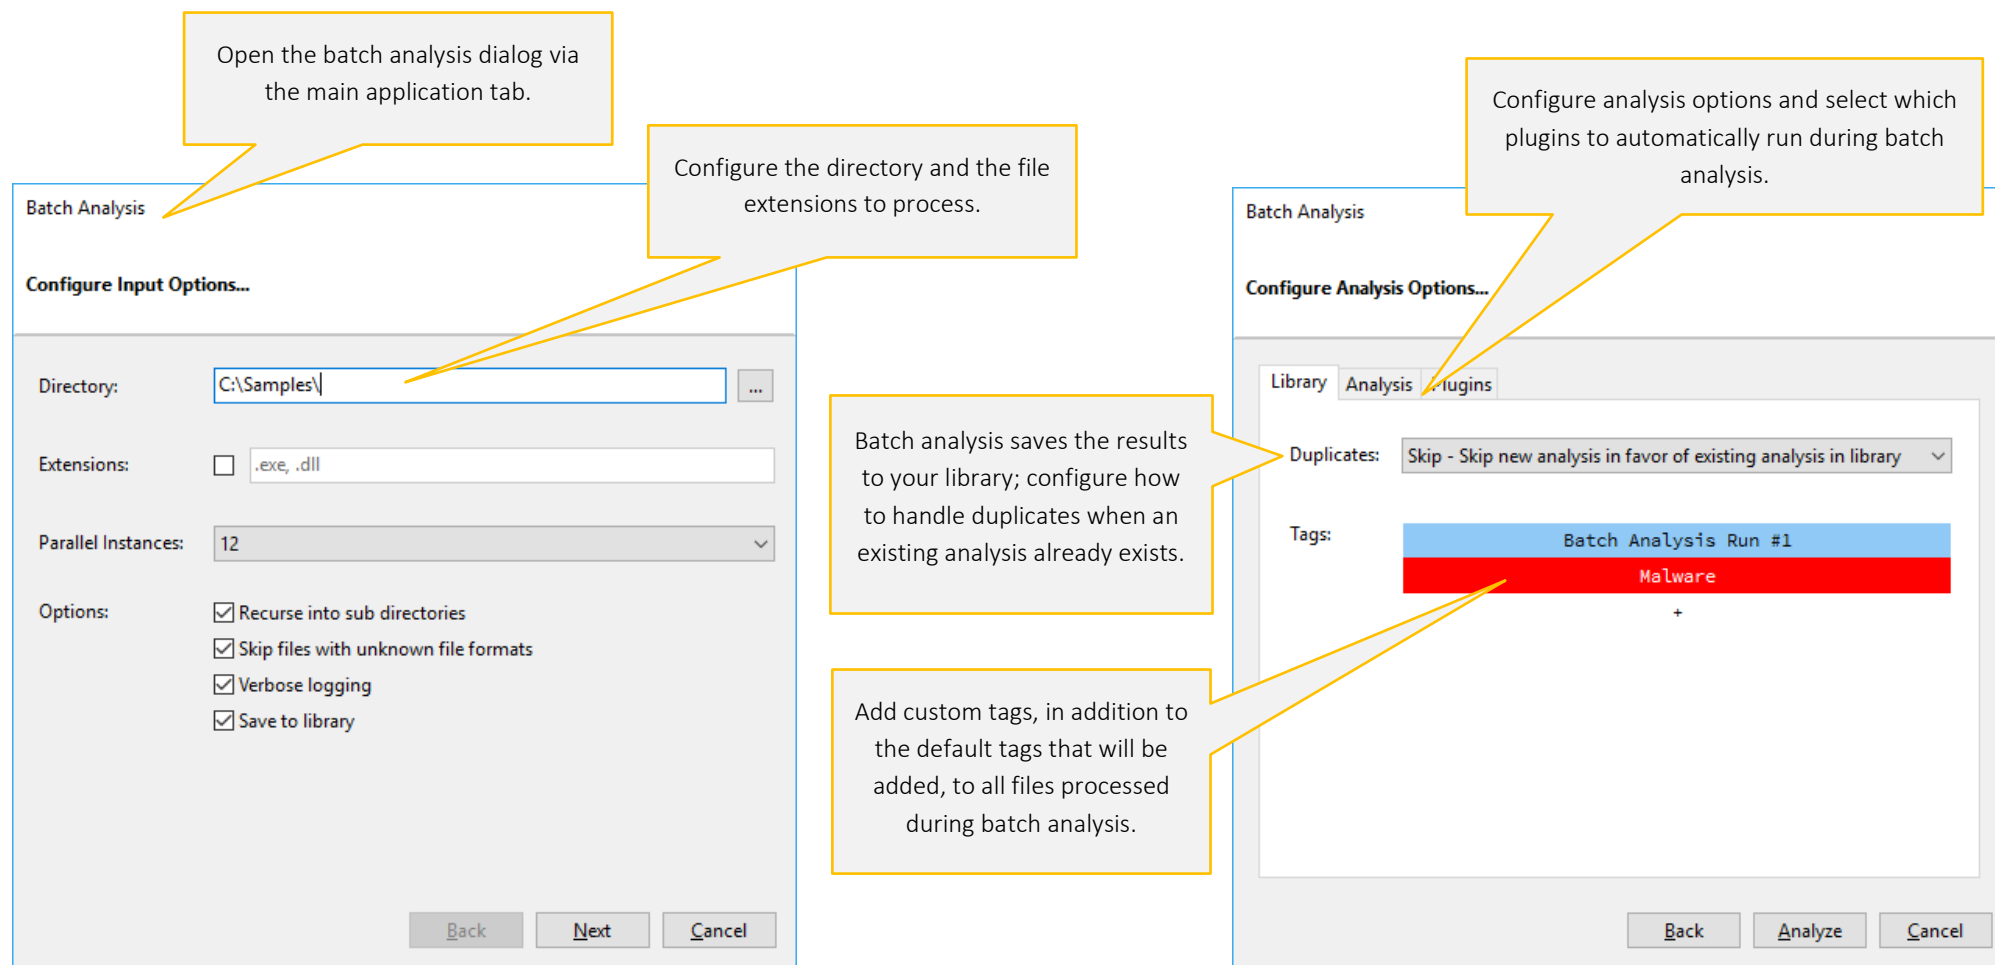 Open the batch analysis dialog via
the main application tab.
Configure the directory and the file
extensions to process.
Batch Analysis
Configure Input Options...
Directory:
C:\Samples\
...
Extensions:
.exe, .dll
Parallel Instances:
12
Options:
Recurse into sub directories
Skip files with unknown file formats
Verbose logging
Save to library
Back
Next
Cancel
Configure analysis options and select which
plugins to automatically run during batch
analysis.
Batch Analysis
Configure Analysis Options...
Library
Analysis
Plugins
Batch analysis saves the results
to your library; configure how
to handle duplicates when an
existing analysis already exists.
Duplicates:
Skip - Skip new analysis in favor of existing analysis in library
Tags:
Batch Analysis Run #1
Malware
+
Add custom tags, in addition to
the default tags that will be
added, to all files processed
during batch analysis.
Back
Analyze
Cancel